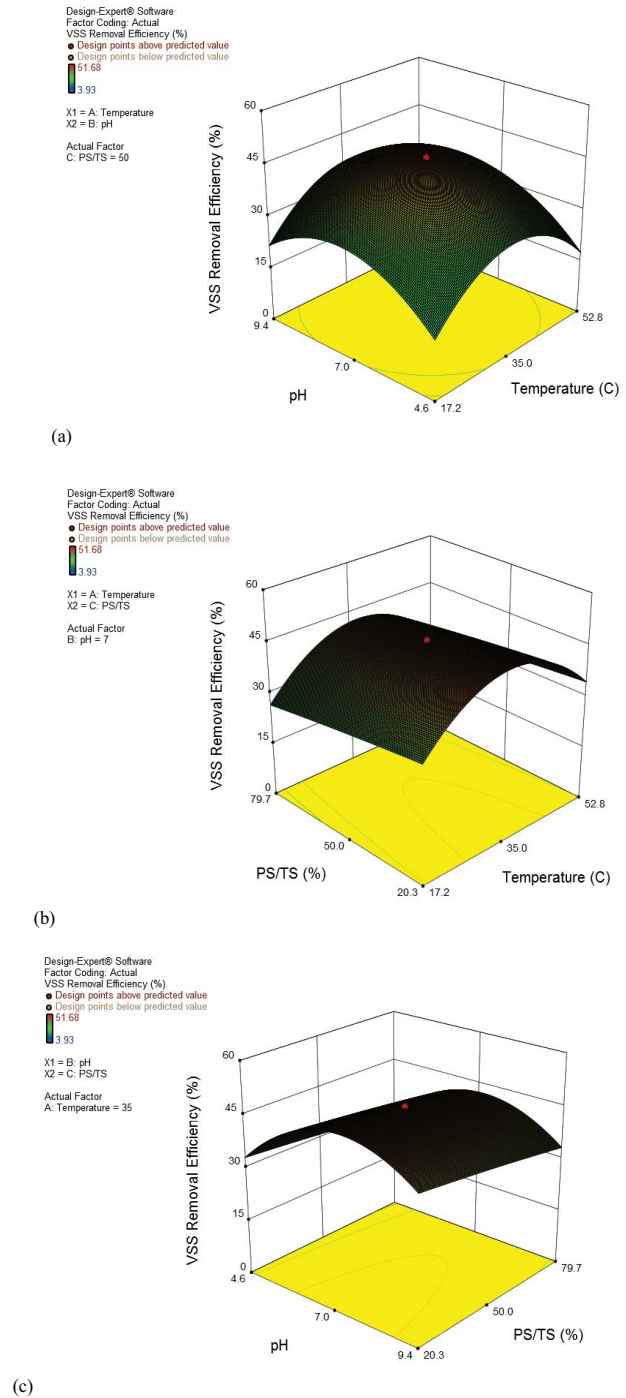 Design-Expert® Software
Factor Coding: Actual
VSS Removal Efficiency (%)
Design points above predicted value
Design points below predicted value
51.68
3.93
X1 = A: Temperature
X2 = B: pH
Actual Factor
C: PS/TS = 50
VSS Removal Efficiency (%)
60
45
30
15
0
9.4
7.0
4.6
17.2
35.0
52.8
pH
Temperature (C)
(a)
Design-Expert® Software
Factor Coding: Actual
VSS Removal Efficiency (%)
Design points above predicted value
Design points below predicted value
51.68
3.93
X1 = A: Temperature
X2 = C: PS/TS
Actual Factor
B: pH = 7
VSS Removal Efficiency (%)
60
45
30
15
0
79.7
50.0
20.3
17.2
35.0
52.8
PS/TS (%)
Temperature (C)
(b)
Design-Expert® Software
Factor Coding: Actual
VSS Removal Efficiency (%)
Design points above predicted value
Design points below predicted value
51.68
3.93
X1 = B: pH
X2 = C: PS/TS
Actual Factor
A: Temperature = 35
VSS Removal Efficiency (%)
60
45
30
15
0
4.6
7.0
9.4
20.3
50.0
79.7
pH
PS/TS (%)
(c)